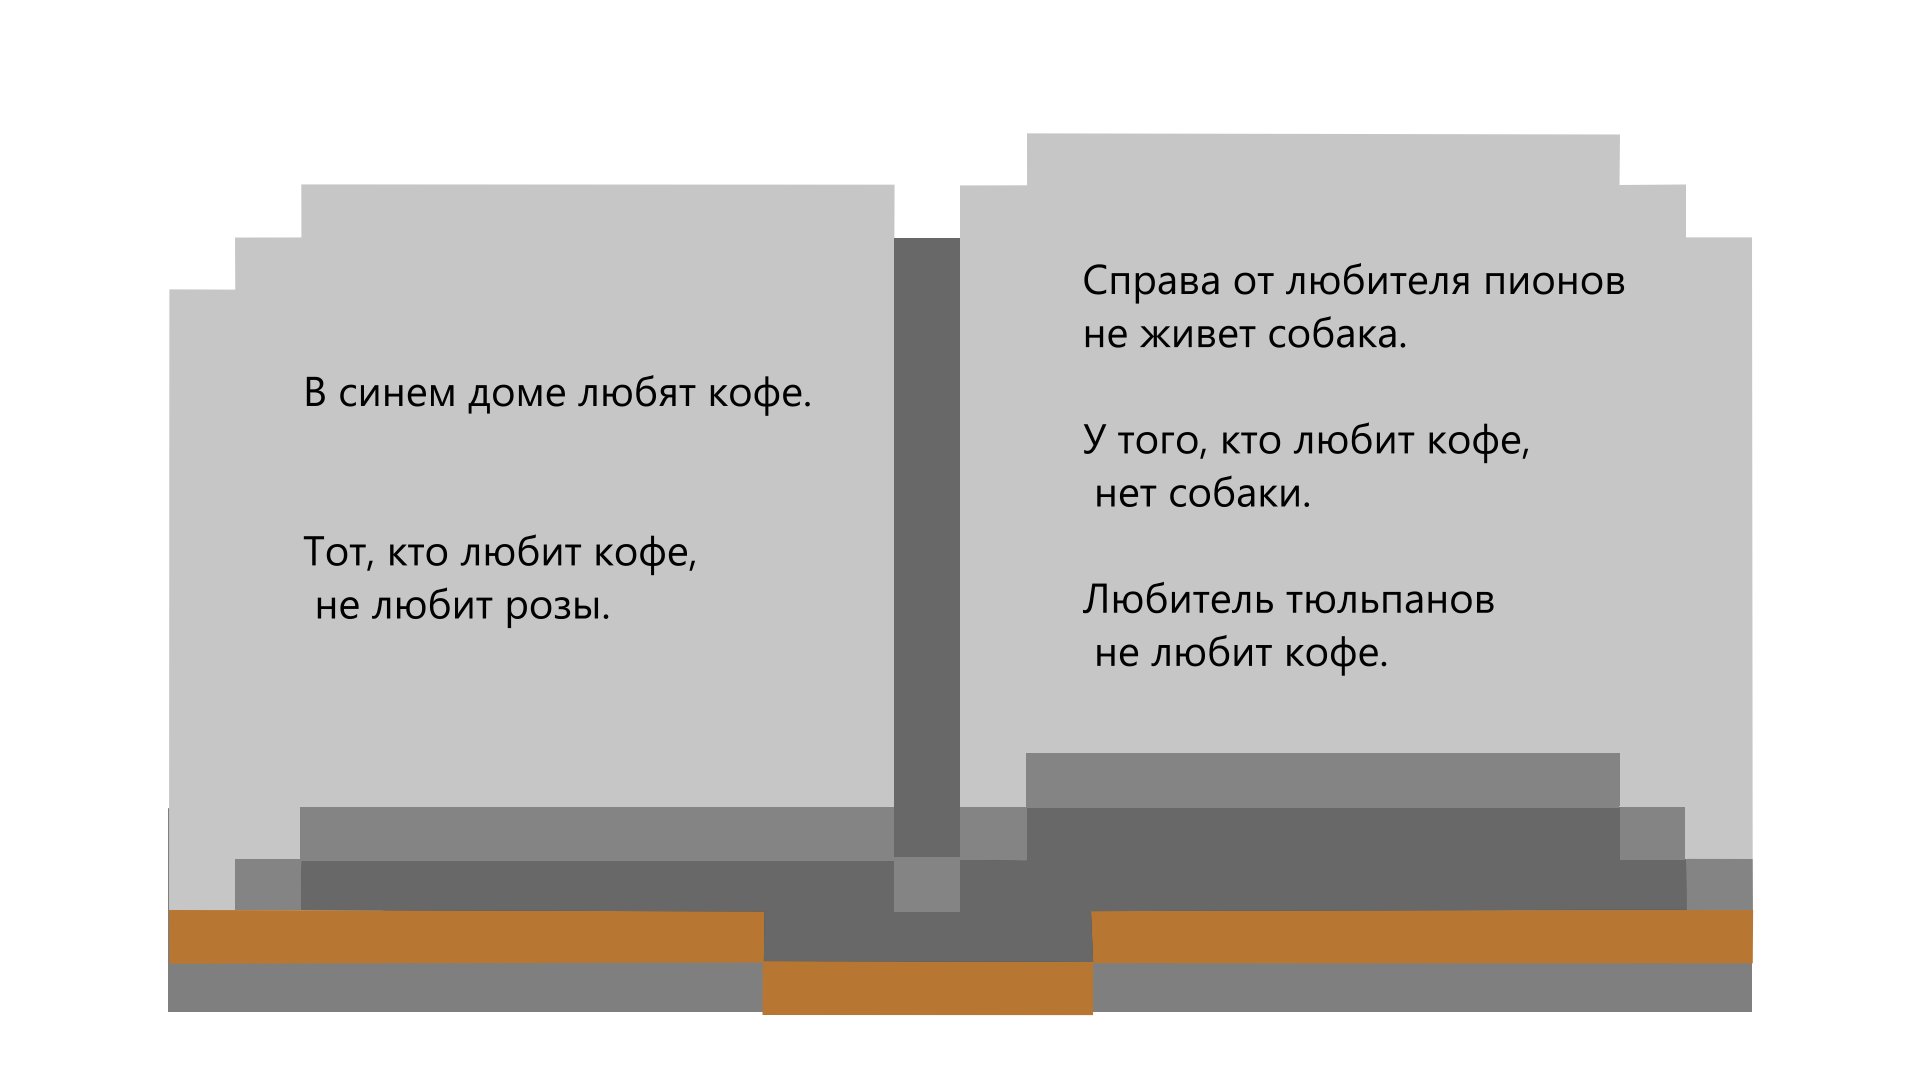 В синем доме любят кофе.
Тот, кто любит кофе,
не любит розы.
Справа от любителя пионов
не живет собака.
У того, кто любит кофе,
нет собаки.
Любитель тюльпанов
не любит кофе.